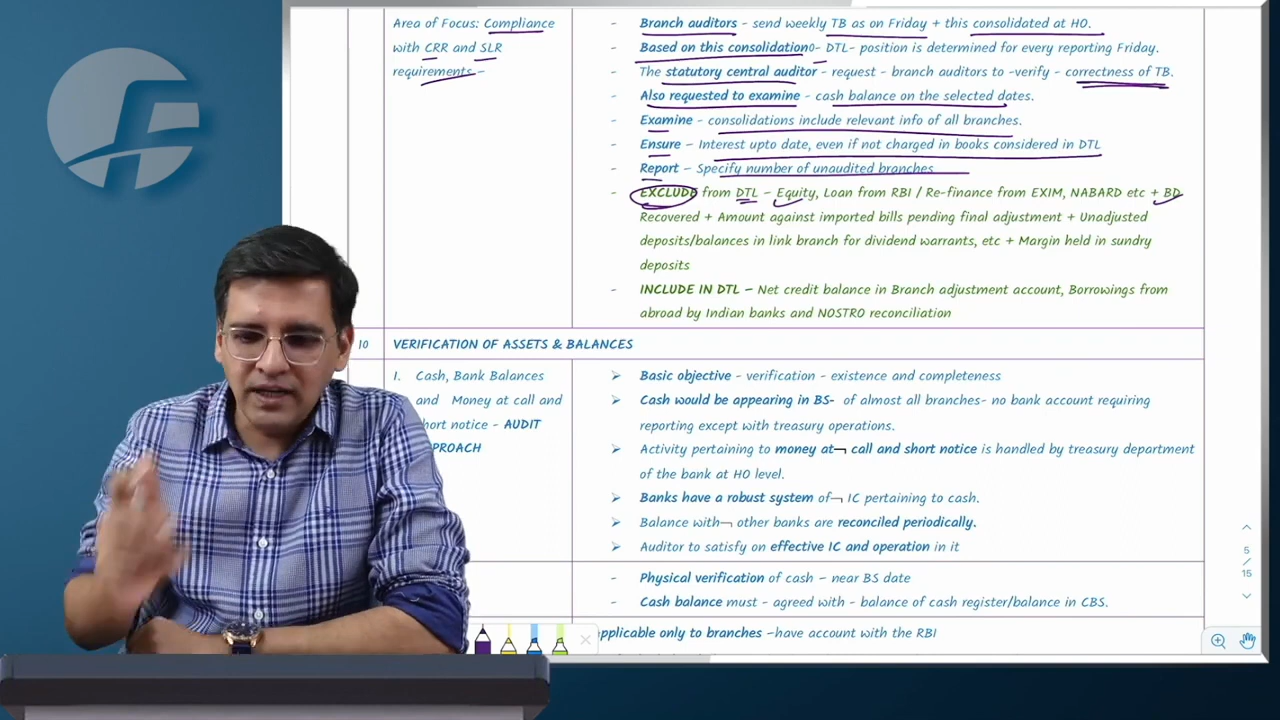 Area of Focus: Compliance
with CRR and SLR
requirements –
- Branch auditors - send weekly TB as on Friday + this consolidated at HO.
- Based on this consolidation0- DTL- position is determined for every reporting Friday.
- The statutory central auditor - request - branch auditors to -verify - correctness of TB.
- Also requested to examine - cash balance on the selected dates.
- Examine - consolidations include relevant info of all branches.
- Ensure – Interest upto date, even if not charged in books considered in DTL
- Report – Specify number of unaudited branches
- EXCLUDE from DTL – Equity, Loan from RBI / Re-finance from EXIM, NABARD etc + BD
Recovered + Amount against imported bills pending final adjustment + Unadjusted
deposits/balances in link branch for dividend warrants, etc + Margin held in sundry
deposits
- INCLUDE IN DTL – Net credit balance in Branch adjustment account, Borrowings from
abroad by Indian banks and NOSTRO reconciliation
10 VERIFICATION OF ASSETS & BALANCES
1. Cash, Bank Balances
and Money at call and
hort notice - AUDIT
PROACH
➤ Basic objective - verification - existence and completeness
➤ Cash would be appearing in BS- of almost all branches- no bank account requiring
reporting except with treasury operations.
➤ Activity pertaining to money at¬ call and short notice is handled by treasury department
of the bank at HO level.
➤ Banks have a robust system of¬ IC pertaining to cash.
➤ Balance with¬ other banks are reconciled periodically.
➤ Auditor to satisfy on effective IC and operation in it
- Physical verification of cash – near BS date
- Cash balance must - agreed with - balance of cash register/balance in CBS.
applicable only to branches –have account with the RBI
5
/
15